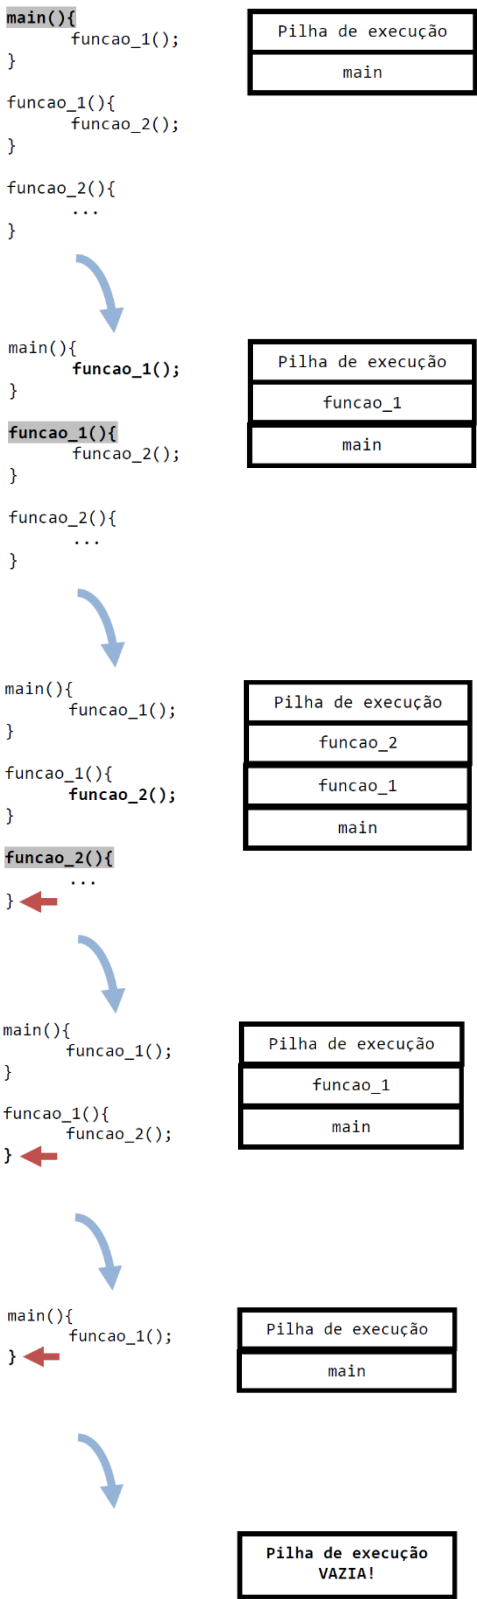 main(){
funcao_1();
}
funcao_1(){
funcao_2();
}
funcao_2(){
...
}
Pilha de execução
main
main(){
funcao_1();
}
funcao_1(){
funcao_2();
}
funcao_2(){
...
}
Pilha de execução
funcao_1
main
main(){
funcao_1();
}
funcao_1(){
funcao_2();
}
funcao_2(){
...
}
Pilha de execução
funcao_2
funcao_1
main
main(){
funcao_1();
}
funcao_1(){
funcao_2();
}
Pilha de execução
funcao_1
main
main(){
funcao_1();
}
Pilha de execução
main
Pilha de execução
VAZIA!